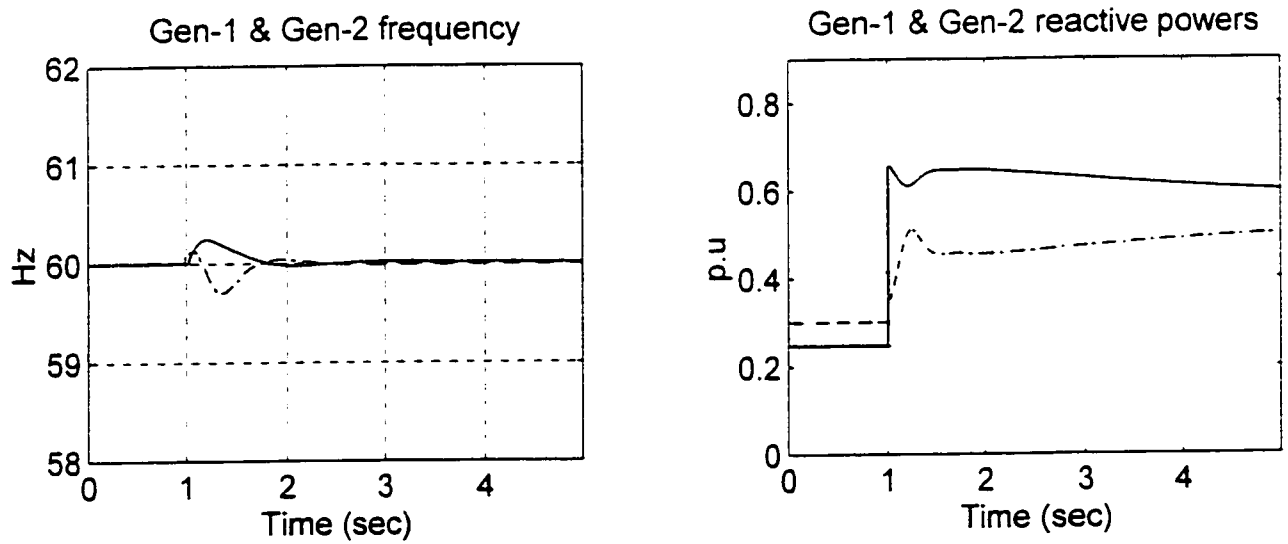 Gen-1 & Gen-2 frequency
Hz
62
61
60
59
58
0 1 2 3 4
Time (sec)
Gen-1 & Gen-2 reactive powers
p.u
0.8
0.6
0.4
0.2
0
0 1 2 3 4
Time (sec)